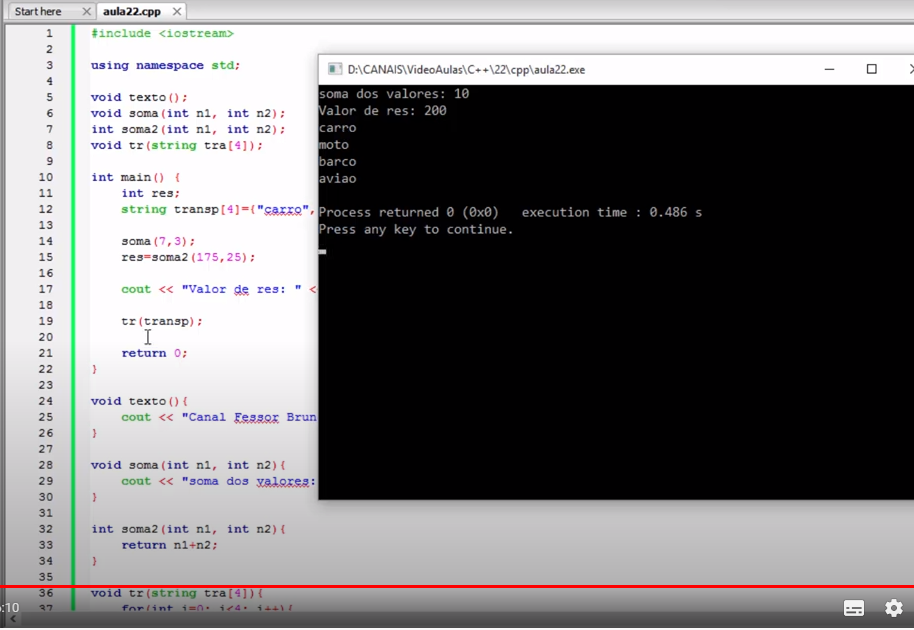 Start here
aula22.cpp
1 #include <iostream>
2
3 using namespace std;
4
5 void texto();
6 void soma(int n1, int n2);
7 int soma2(int n1, int n2);
8 void tr(string tra[4]);
9
10 int main() {
11 int res;
12 string transp[4]={"carro",
13
14 soma(7,3);
15 res=soma2(175,25);
16
17 cout << "Valor de res: " <
18
19 tr(transp);
20
21 return 0;
22 }
23
24 void texto(){
25 cout << "Canal Fessor Brun
26 }
27
28 void soma(int n1, int n2){
29 cout << "soma dos valores:
30 }
31
32 int soma2(int n1, int n2){
33 return n1+n2;
34 }
35
36 void tr(string tra[4]){
37 for(int i=0; i<4; i++){
D:\CANAIS\VideoAulas\C++\22\cpp\aula22.exe
soma dos valores: 10
Valor de res: 200
carro
moto
barco
aviao
Process returned 0 (0x0) execution time : 0.486 s
Press any key to continue.
:10